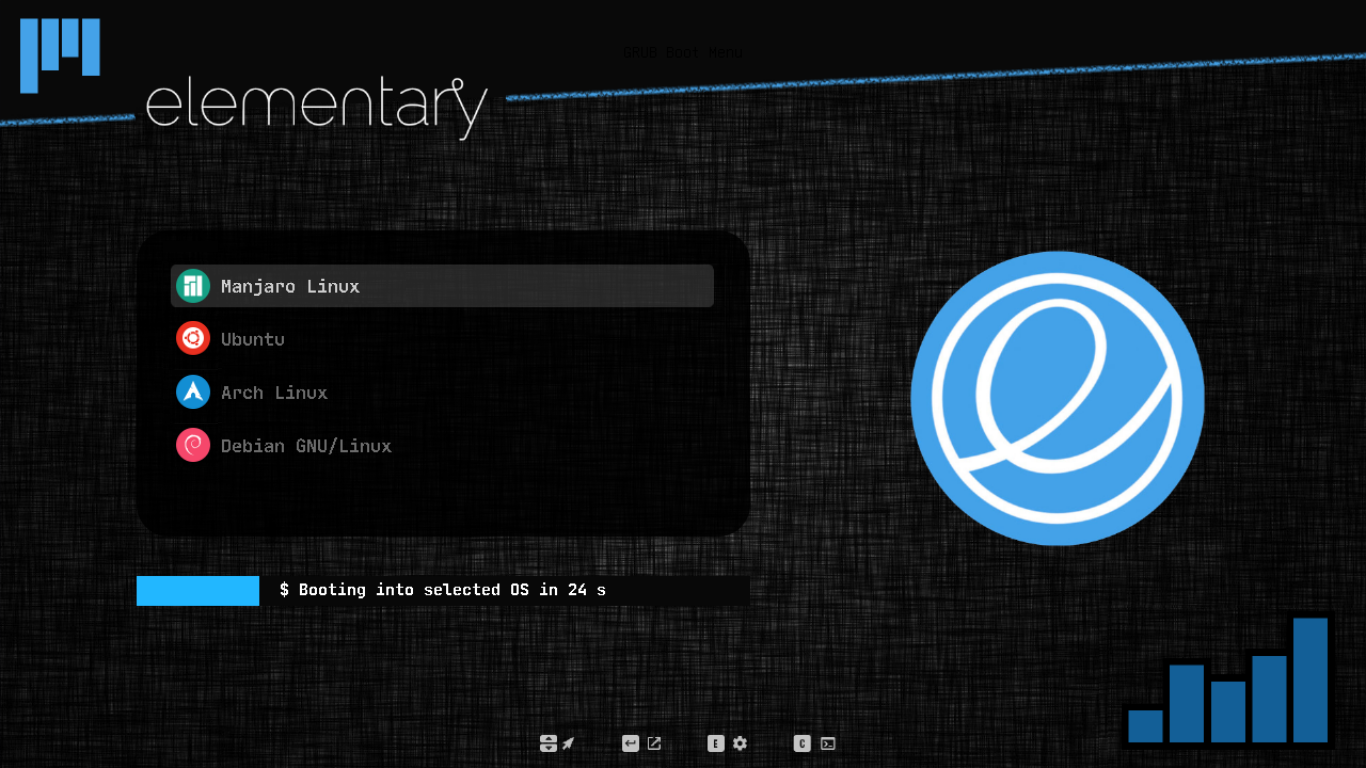 GRUB Boot Menu
elementary
Manjaro Linux
Ubuntu
Arch Linux
Debian GNU/Linux
$ Booting into selected OS in 24 s
E
C